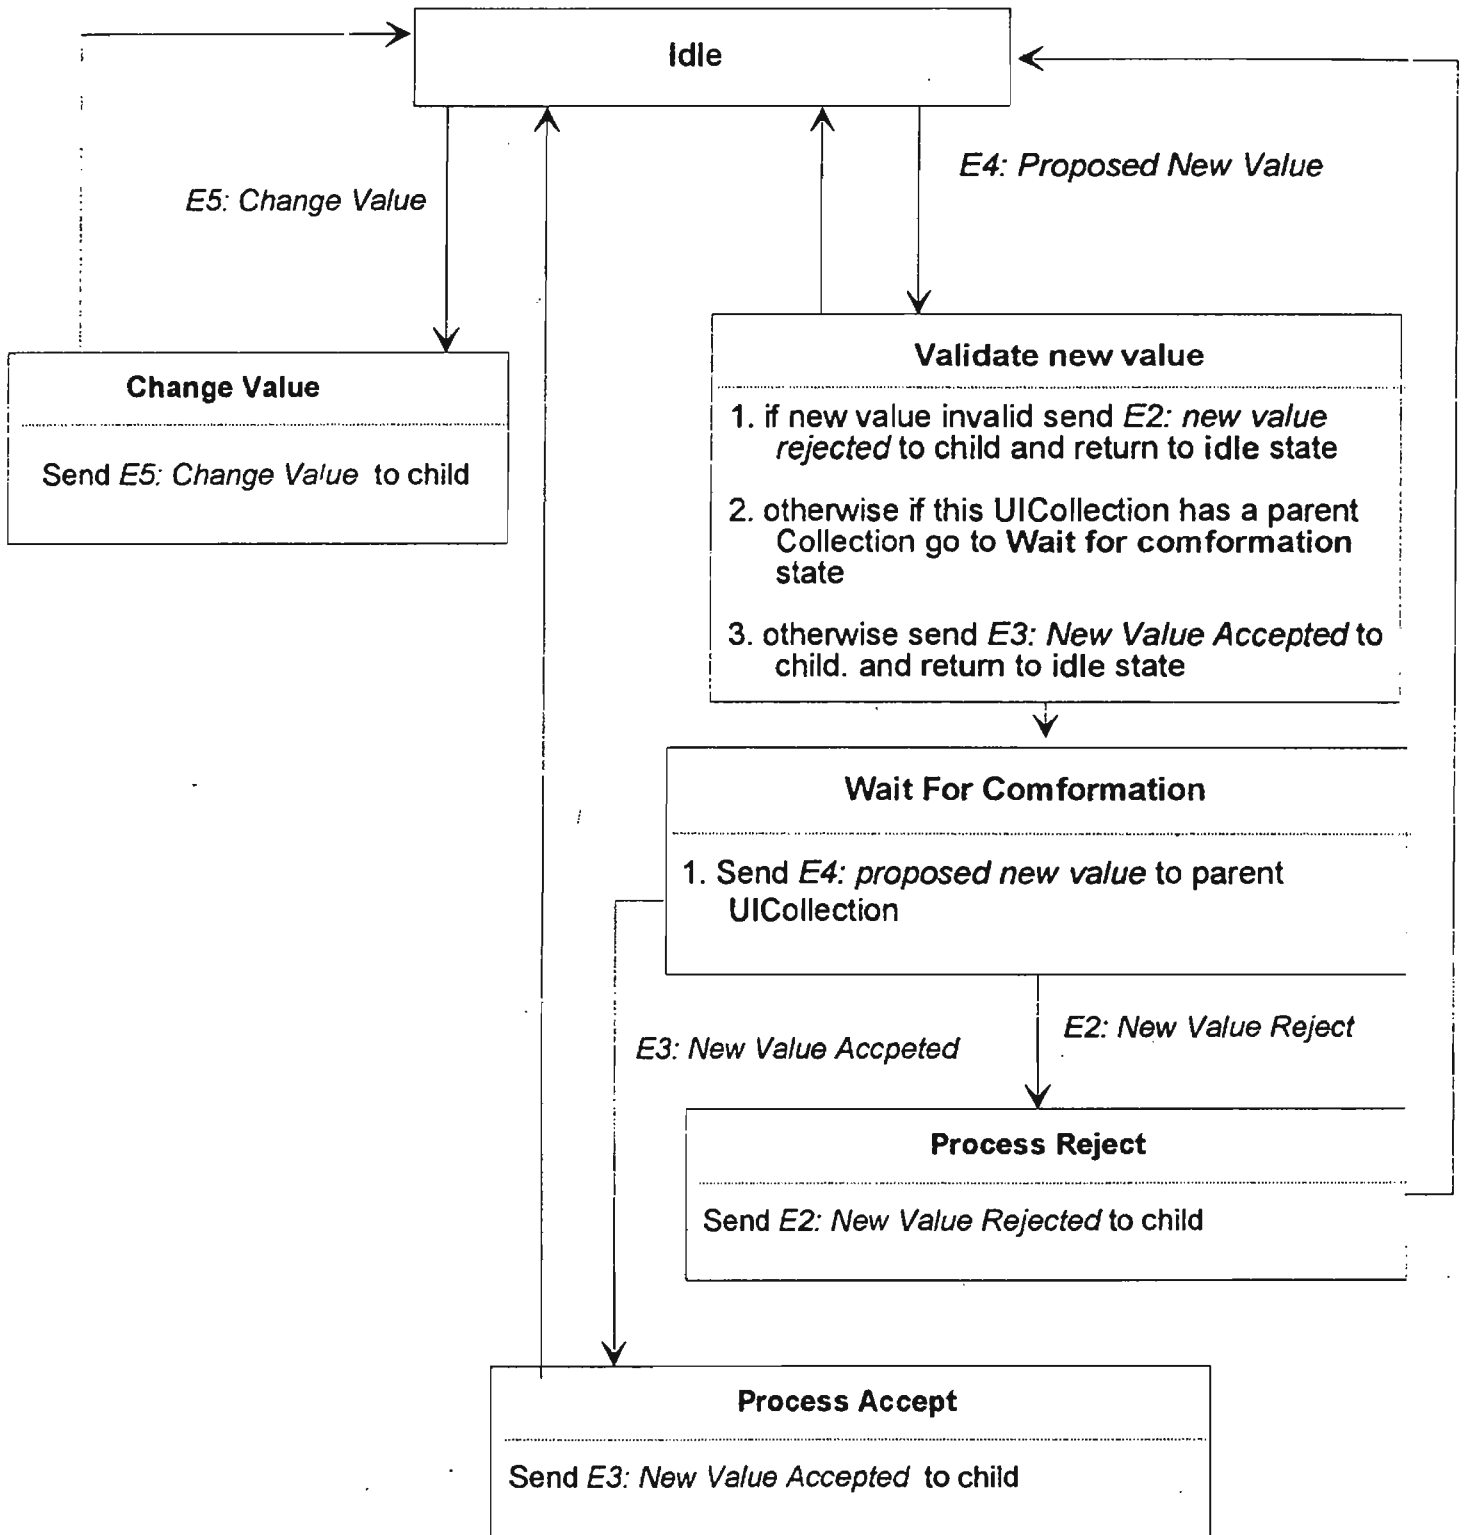 Idle
E4: Proposed New Value
E5: Change Value
Validate new value
1. if new value invalid send E2: new value
rejected to child and return to idle state
2. otherwise if this UICollection has a parent
Collection go to Wait for comformation
state
3. otherwise send E3: New Value Accepted to
child. and return to idle state
Change Value
Send E5: Change Value to child
Wait For Comformation
1. Send E4: proposed new value to parent
UICollection
E2: New Value Reject
E3: New Value Accpeted
Process Reject
Send E2: New Value Rejected to child
Process Accept
Send E3: New Value Accepted to child